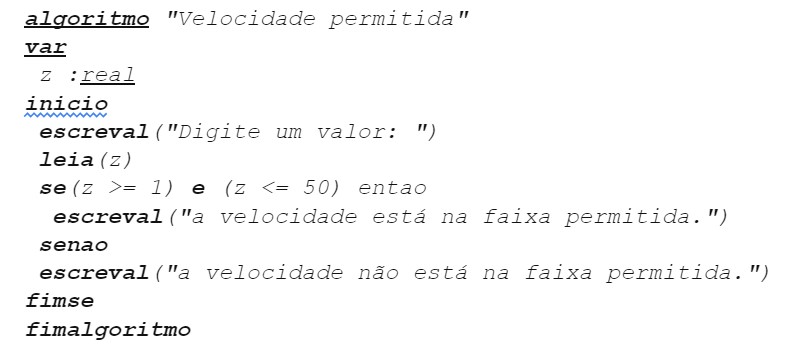 algoritmo "Velocidade permitida"
var
z :real
inicio
escreval("Digite um valor: ")
leia(z)
se(z >= 1) e (z <= 50) entao
escreval("a velocidade está na faixa permitida.")
senao
escreval("a velocidade não está na faixa permitida.")
fimse
fimalgoritmo